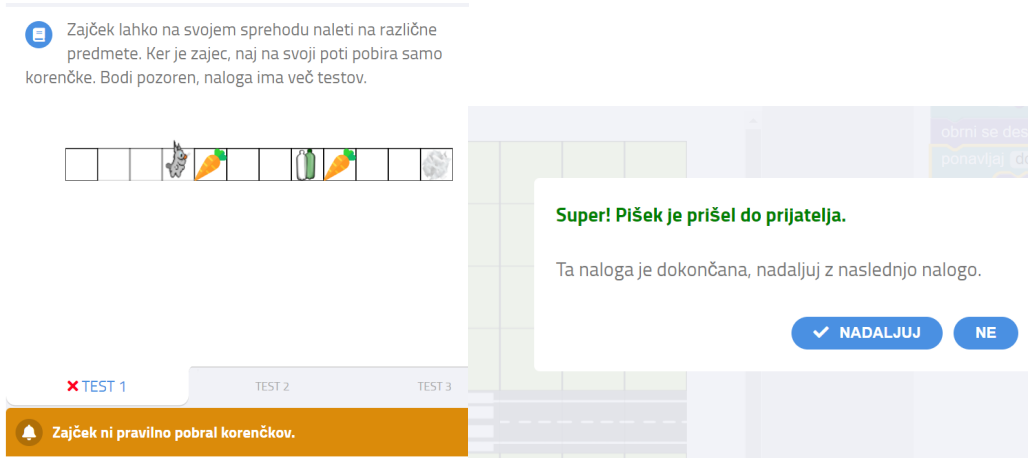 Zajček lahko na svojem sprehodu naleti na različne
predmete. Ker je zajec, naj na svoji poti pobira samo
korenčke. Bodi pozoren, naloga ima več testov.
TEST 1
TEST 2
TEST 3
Zajček ni pravilno pobral korenčkov.
obrni se des
ponavljaj do
Super! Pišek je prišel do prijatelja.
Ta naloga je dokončana, nadaljuj z naslednjo nalogo.
NADALJUJ
NE